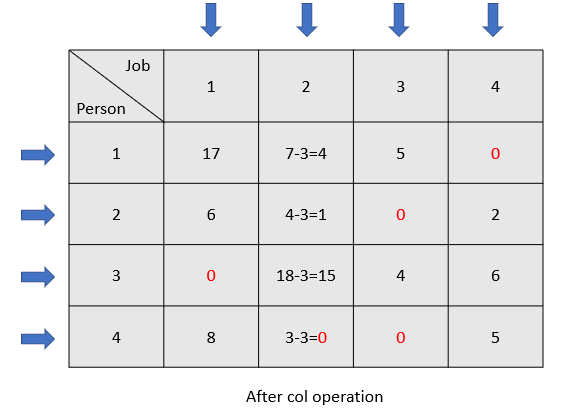 Job
Person
1 2 3 4
1 17 7-3=4 5 0
2 6 4-3=1 0 2
3 0 18-3=15 4 6
4 8 3-3=0 0 5
After col operation